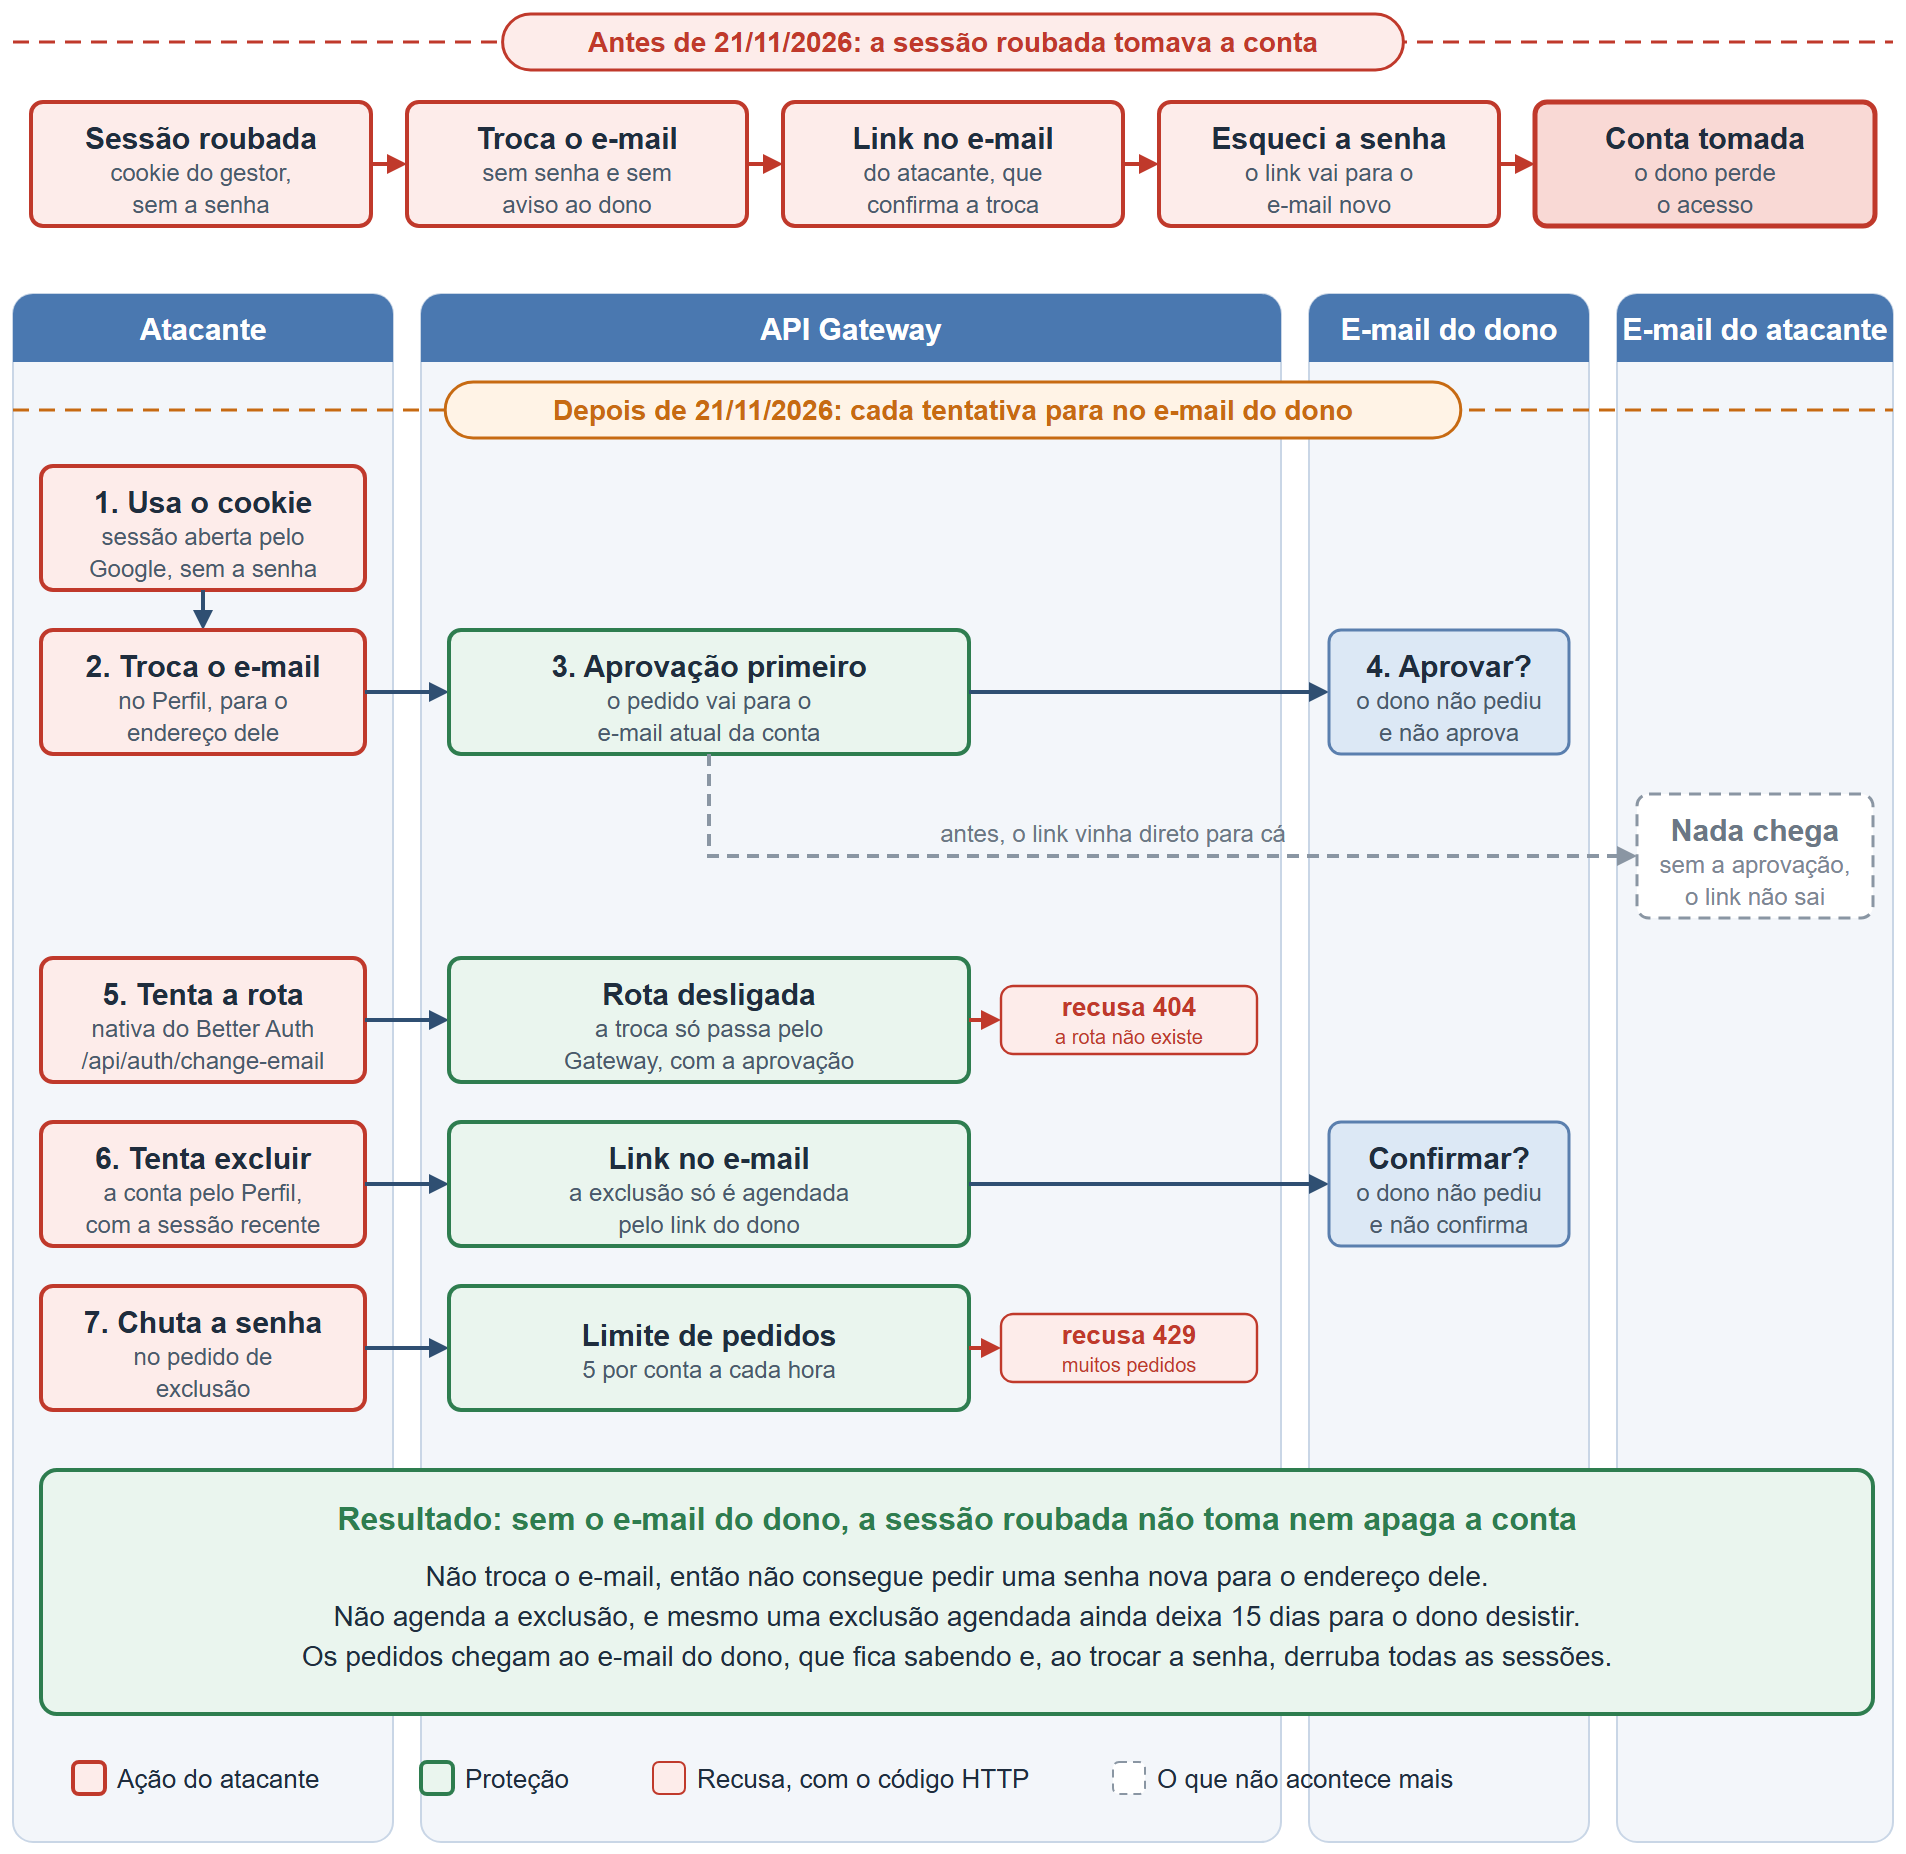 Antes de 21/11/2026: a sessão roubada tomava a conta
Sessão roubada
cookie do gestor,
sem a senha
Troca o e-mail
sem senha e sem
aviso ao dono
Link no e-mail
do atacante, que
confirma a troca
Esqueci a senha
o link vai para o
e-mail novo
Conta tomada
o dono perde
o acesso
Atacante
API Gateway
E-mail do dono
E-mail do atacante
Depois de 21/11/2026: cada tentativa para no e-mail do dono
1. Usa o cookie
sessão aberta pelo
Google, sem a senha
2. Troca o e-mail
no Perfil, para o
endereço dele
3. Aprovação primeiro
o pedido vai para o
e-mail atual da conta
4. Aprovar?
o dono não pediu
e não aprova
antes, o link vinha direto para cá
Nada chega
sem a aprovação,
o link não sai
5. Tenta a rota
nativa do Better Auth
/api/auth/change-email
Rota desligada
a troca só passa pelo
Gateway, com a aprovação
recusa 404
a rota não existe
6. Tenta excluir
a conta pelo Perfil,
com a sessão recente
Link no e-mail
a exclusão só é agendada
pelo link do dono
Confirmar?
o dono não pediu
e não confirma
7. Chuta a senha
no pedido de
exclusão
Limite de pedidos
5 por conta a cada hora
recusa 429
muitos pedidos
Resultado: sem o e-mail do dono, a sessão roubada não toma nem apaga a conta
Não troca o e-mail, então não consegue pedir uma senha nova para o endereço dele.
Não agenda a exclusão, e mesmo uma exclusão agendada ainda deixa 15 dias para o dono desistir.
Os pedidos chegam ao e-mail do dono, que fica sabendo e, ao trocar a senha, derruba todas as sessões.
Ação do atacante
Proteção
Recusa, com o código HTTP
O que não acontece mais